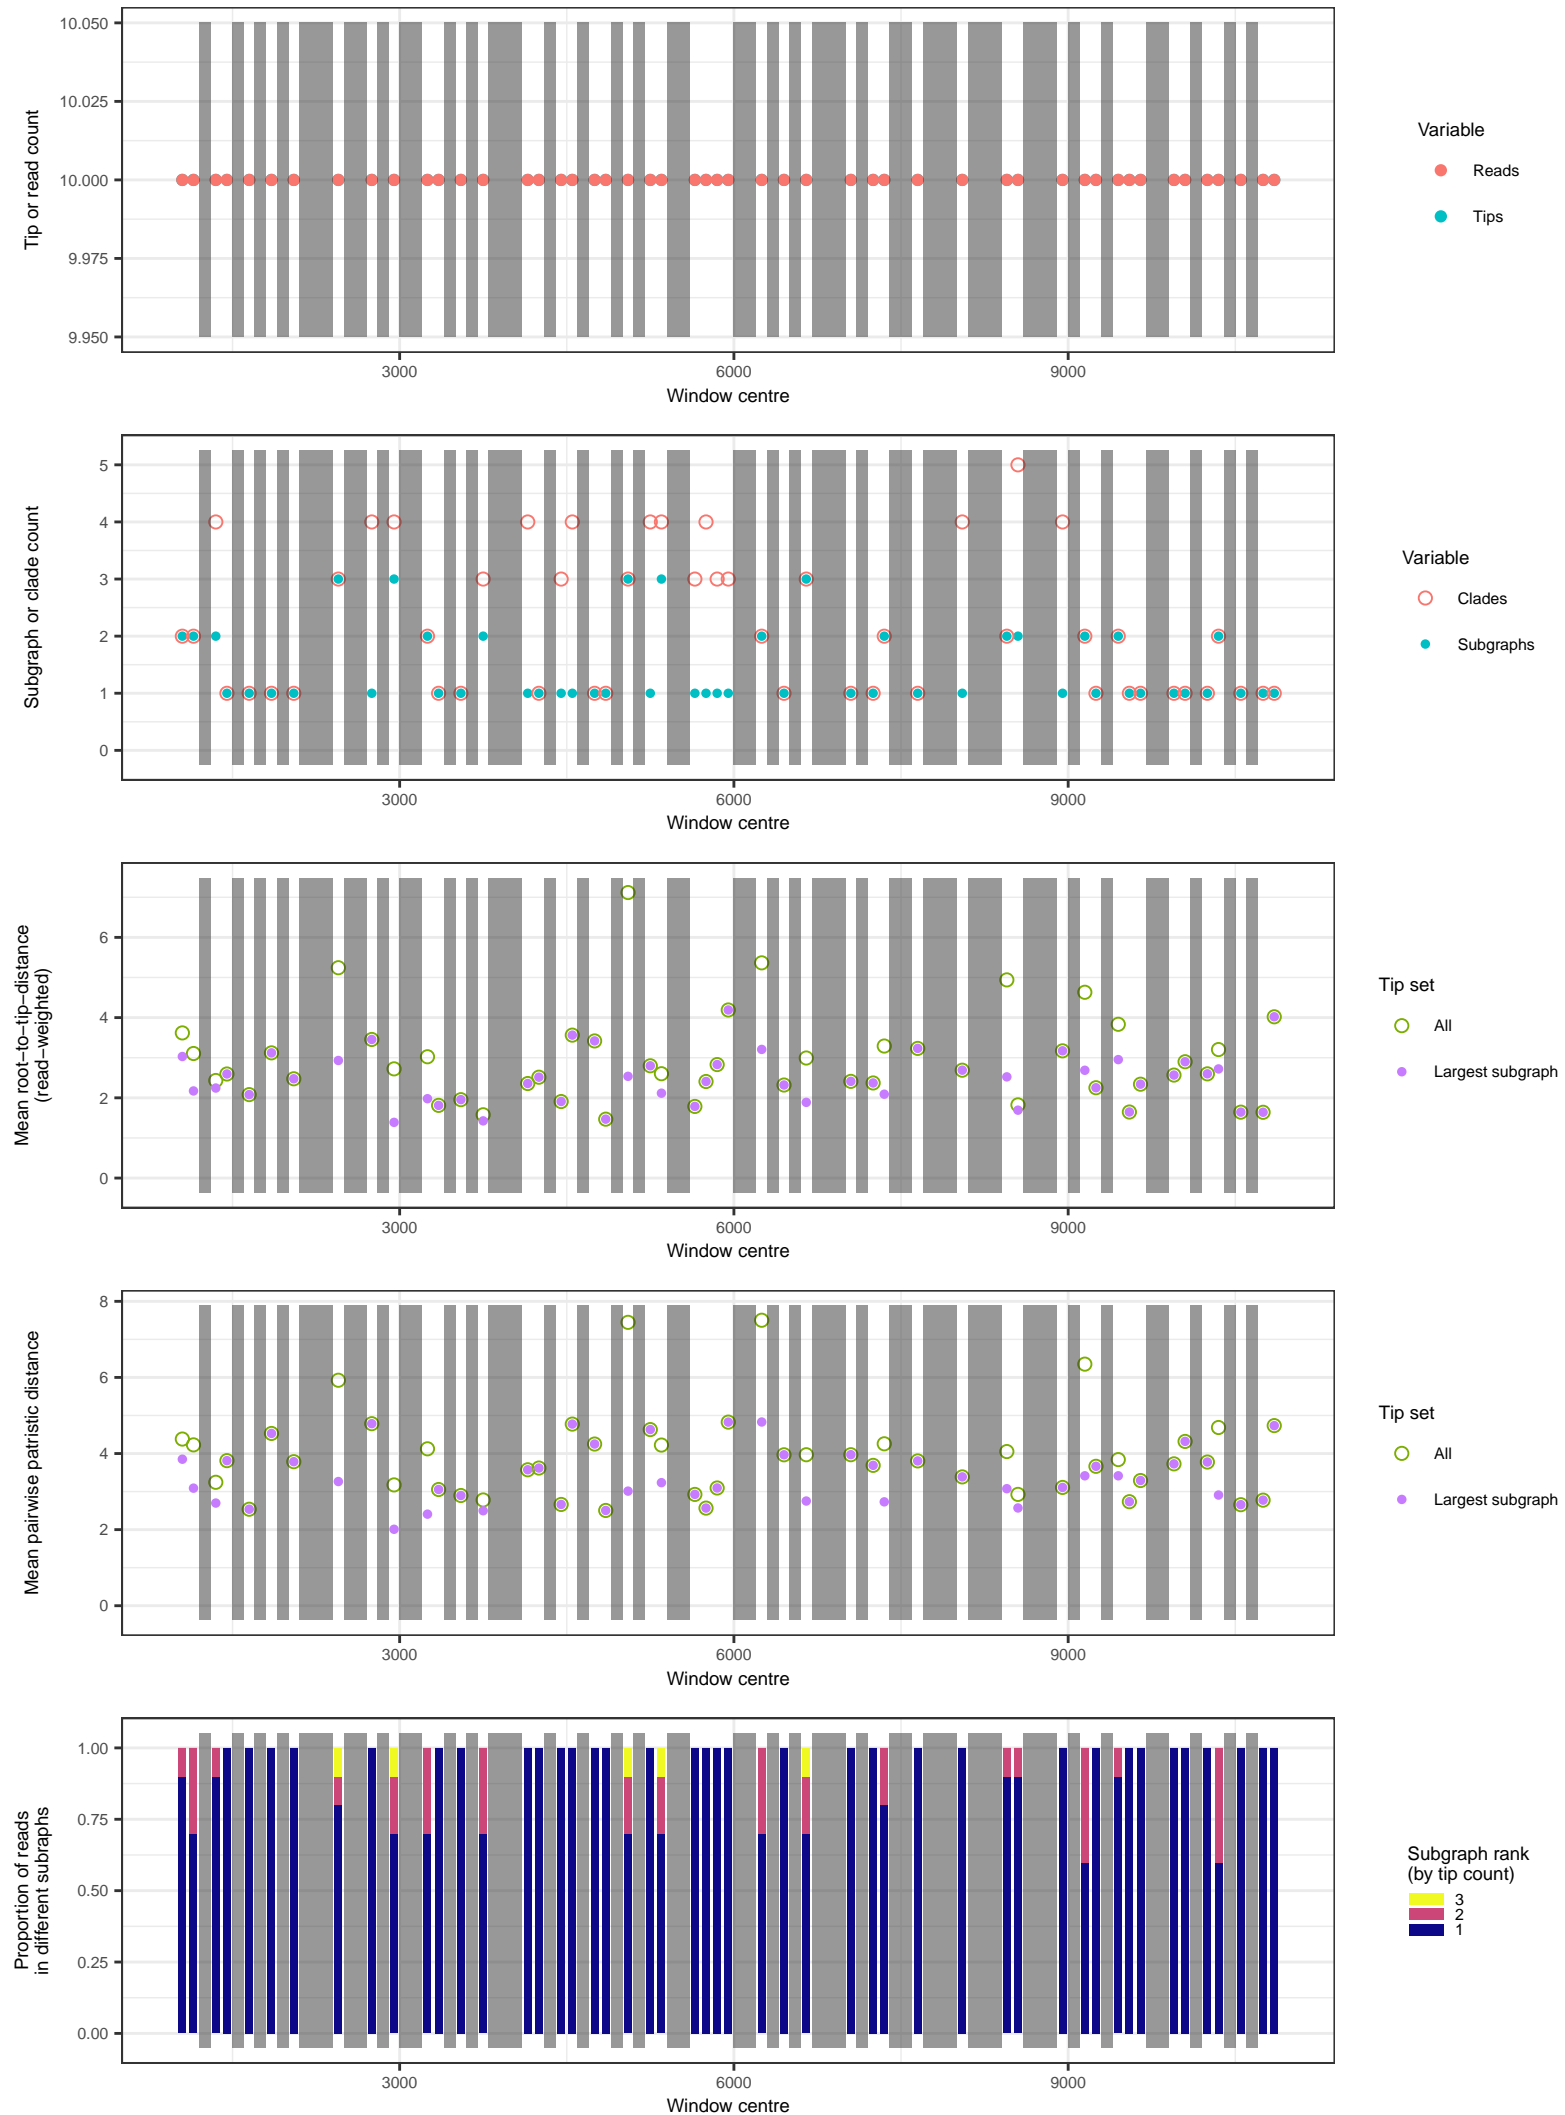 10.050
10.025
10.000
9.975
9.950
Tip or read count
3000 6000 9000
Window centre
Variable
Reads
Tips
5
4
3
2
1
0
Subgraph or clade count
3000 6000 9000
Window centre
Variable
Clades
Subgraphs
6
4
2
0
Mean root−to−tip−distance
(read−weighted)
3000 6000 9000
Window centre
Tip set
All
Largest subgraph
8
6
4
2
0
Mean pairwise patristic distance
3000 6000 9000
Window centre
Tip set
All
Largest subgraph
1.00
0.75
0.50
0.25
0.00
Proportion of reads
in different subraphs
3000 6000 9000
Window centre
Subgraph rank
(by tip count)
3
2
1